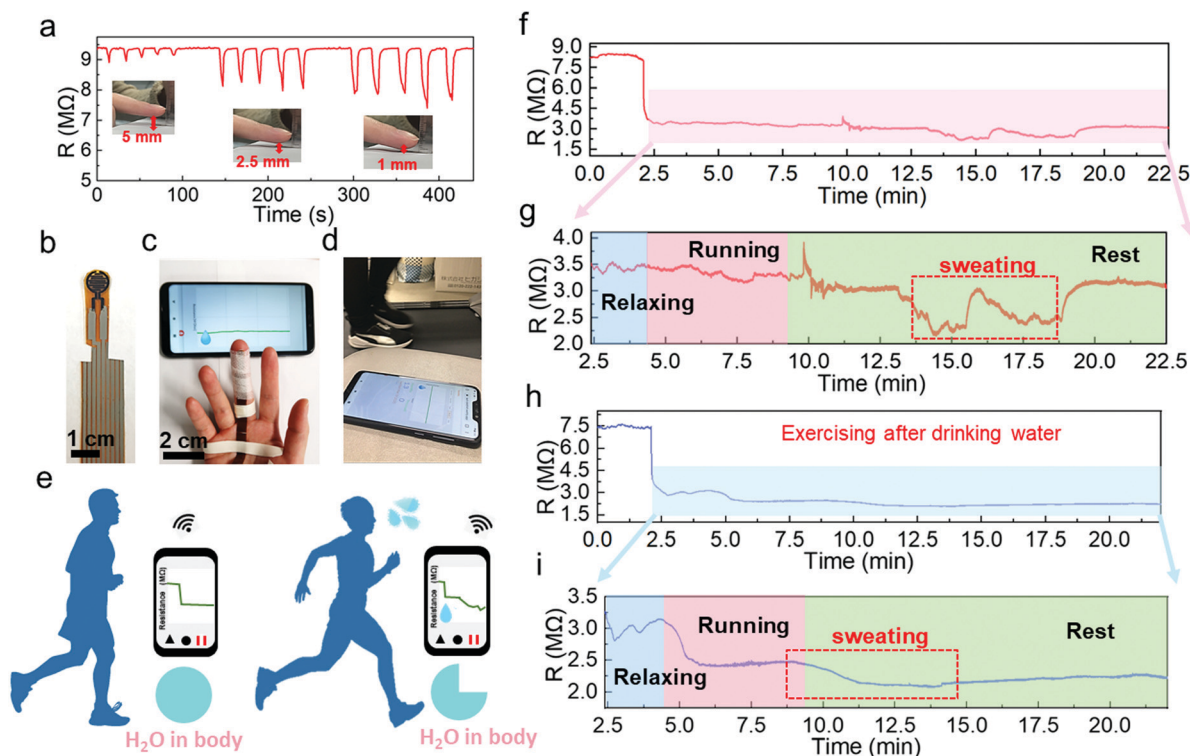 a
R (MΩ)
9
8
7
6
5
0
100
200
300
400
Time (s)
5 mm
2.5 mm
1 mm
b
1 cm
c
2 cm
d
e
Resistance (MΩ)
H₂O in body
Resistance (MΩ)
H₂O in body
f
R (MΩ)
9.0
7.5
6.0
4.5
3.0
1.5
0.0 2.5 5.0 7.5 10.0 12.5 15.0 17.5 20.0 22.5
Time (min)
g
R (MΩ)
4.0
3.5
3.0
2.5
2.0
Relaxing
Running
sweating
Rest
2.5 5.0 7.5 10.0 12.5 15.0 17.5 20.0 22.5
Time (min)
h
R (MΩ)
7.5
6.0
4.5
3.0
1.5
Exercising after drinking water
0.0 2.5 5.0 7.5 10.0 12.5 15.0 17.5 20.0
Time (min)
i
R (MΩ)
3.5
3.0
2.5
2.0
Relaxing
Running
sweating
Rest
2.5 5.0 7.5 10.0 12.5 15.0 17.5 20.0
Time (min)